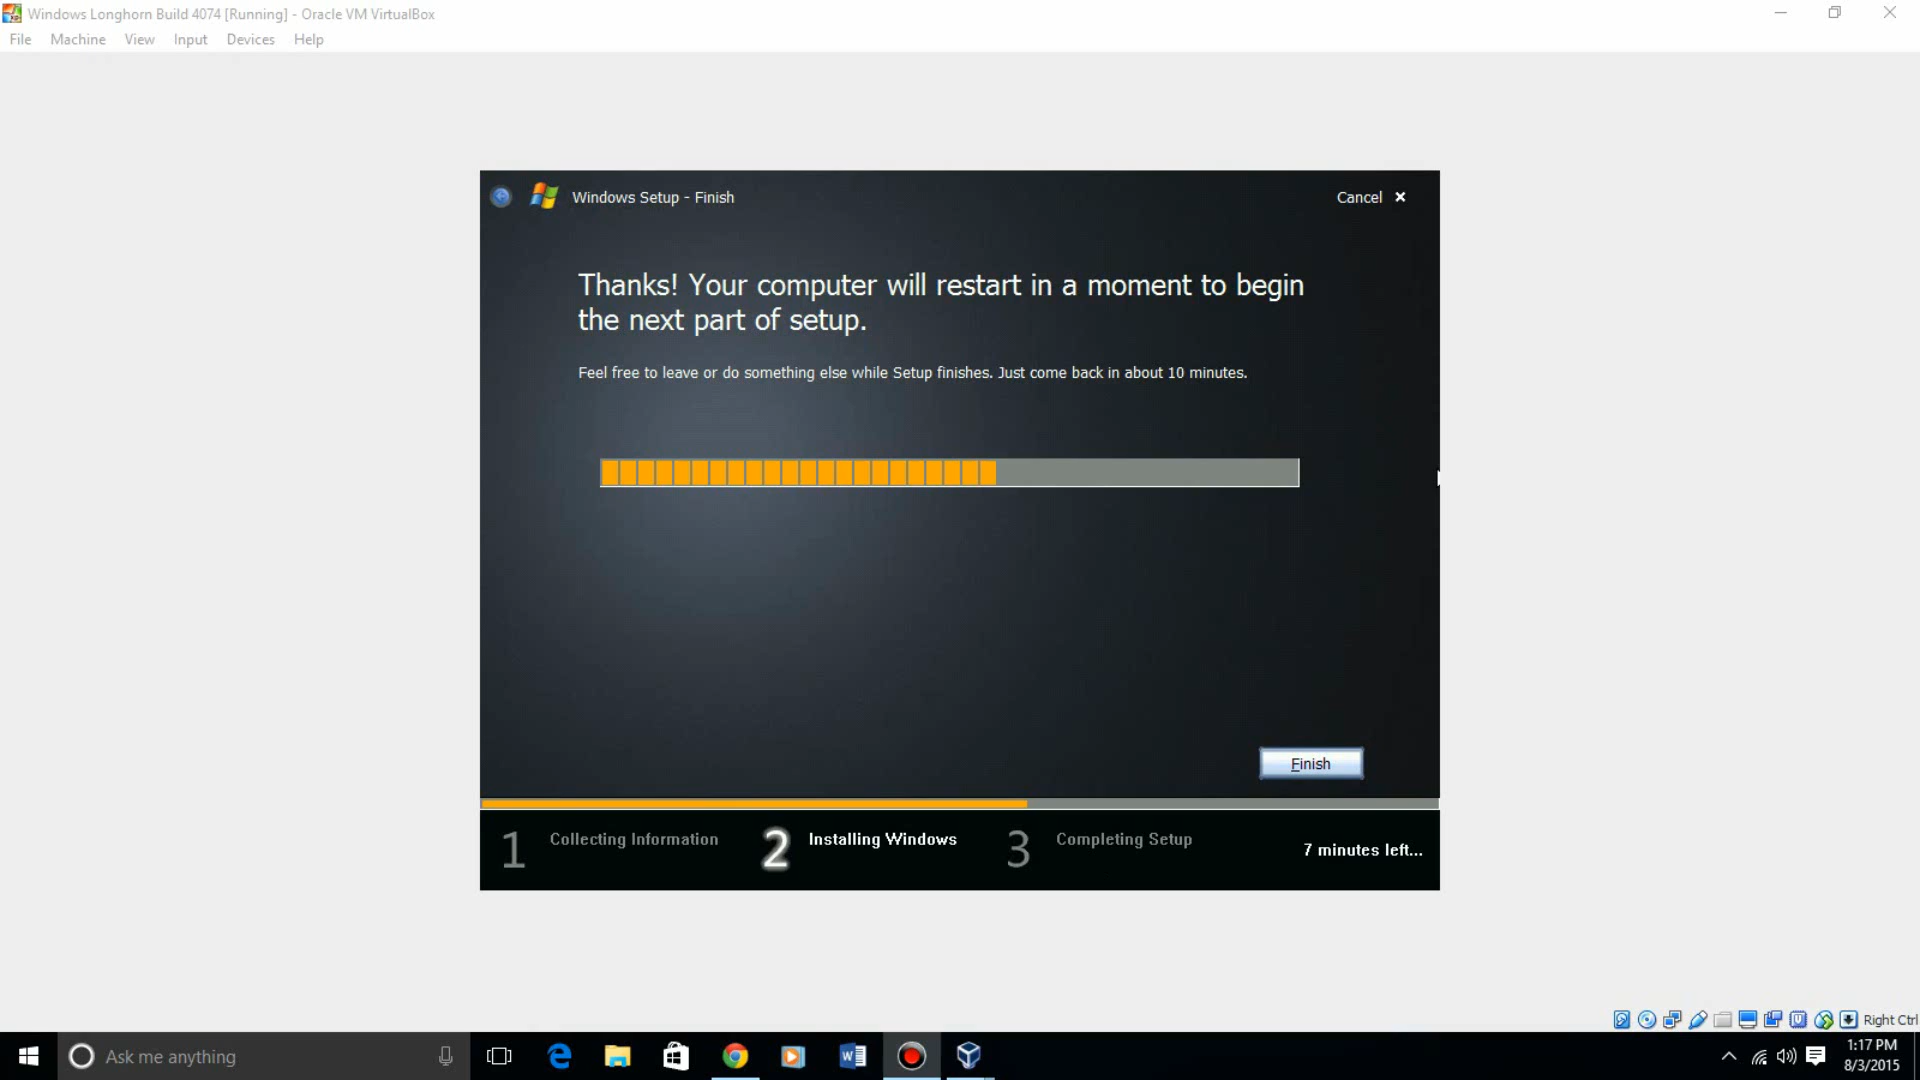 Windows Longhorn Build 4074 [Running] - Oracle VM VirtualBox
File Machine View Input Devices Help
Windows Setup - Finish
Cancel
Thanks! Your computer will restart in a moment to begin
the next part of setup.
Feel free to leave or do something else while Setup finishes. Just come back in about 10 minutes.
Finish
1 Collecting Information 2 Installing Windows 3 Completing Setup
7 minutes left...
Right Ctrl
Ask me anything
1:17 PM
8/3/2015